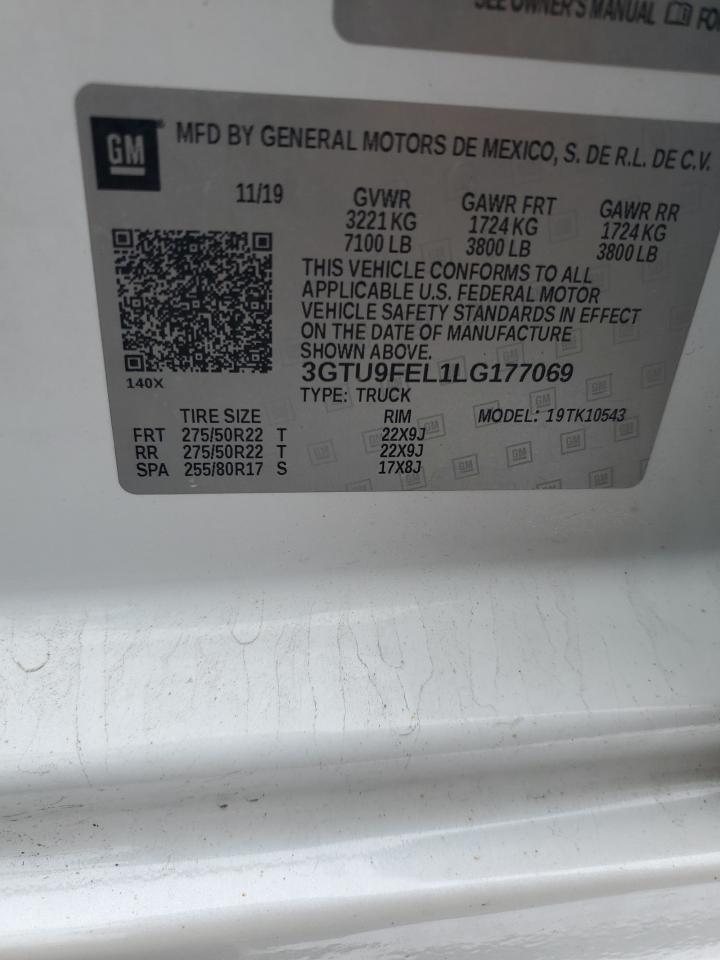 SEE OWNER'S MANUAL
GM
MFD BY GENERAL MOTORS DE MEXICO, S. DE R.L. DE C.V.
11/19 GVWR GAWR FRT GAWR RR
3221 KG 1724 KG 1724 KG
7100 LB 3800 LB 3800 LB
THIS VEHICLE CONFORMS TO ALL
APPLICABLE U.S. FEDERAL MOTOR
VEHICLE SAFETY STANDARDS IN EFFECT
ON THE DATE OF MANUFACTURE
SHOWN ABOVE.
3GTU9FEL1LG177069
140X
TYPE: TRUCK
TIRE SIZE RIM MODEL: 19TK10543
FRT 275/50R22 T 22X9J
RR 275/50R22 T 22X9J
SPA 255/80R17 S 17X8J